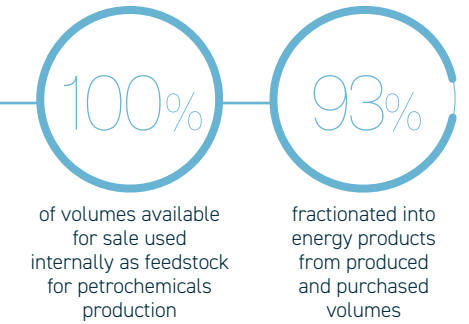 100%
of volumes available
for sale used
internally as feedstock
for petrochemicals
production
93%
fractionated into
energy products
from produced
and purchased
volumes